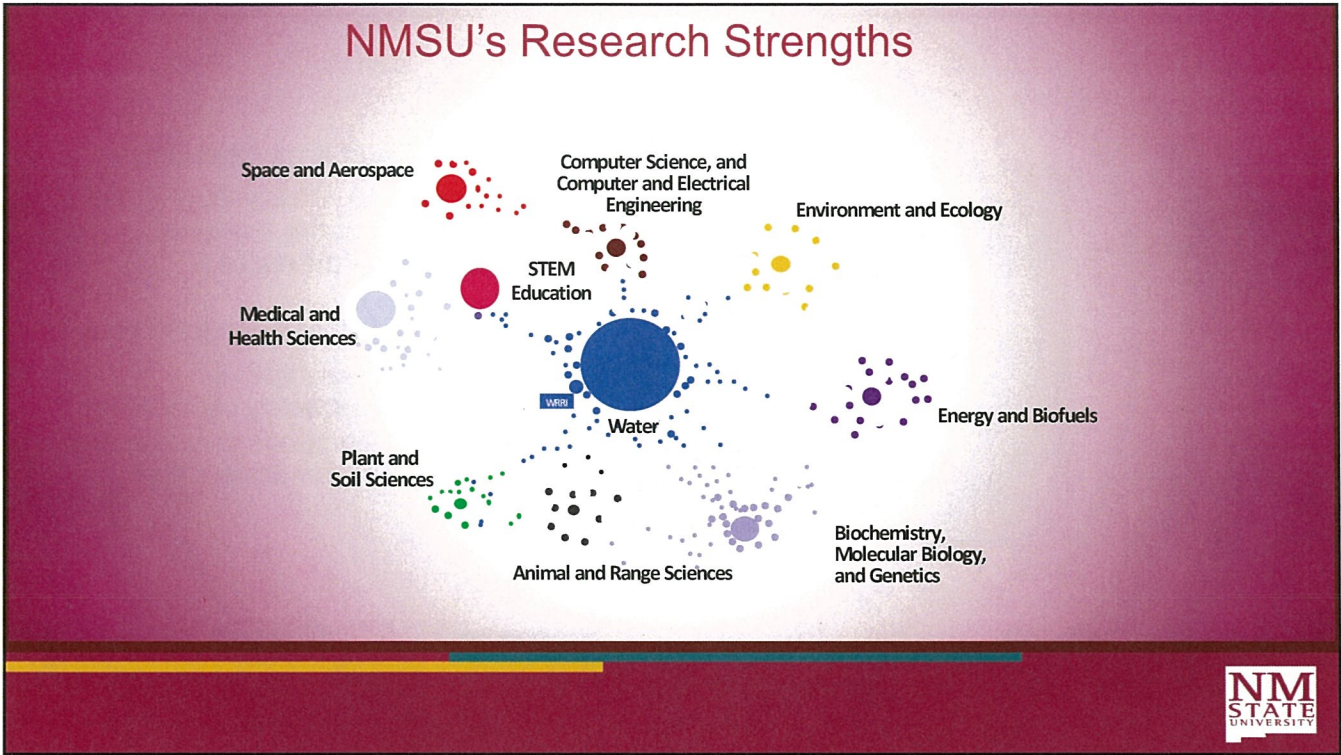 NMSU's Research Strengths
Space and Aerospace
Computer Science, and
Computer and Electrical
Engineering
Environment and Ecology
STEM
Education
Medical and
Health Sciences
WRRI
Water
Energy and Biofuels
Plant and
Soil Sciences
Animal and Range Sciences
Biochemistry,
Molecular Biology,
and Genetics
NM
STATE
UNIVERSITY